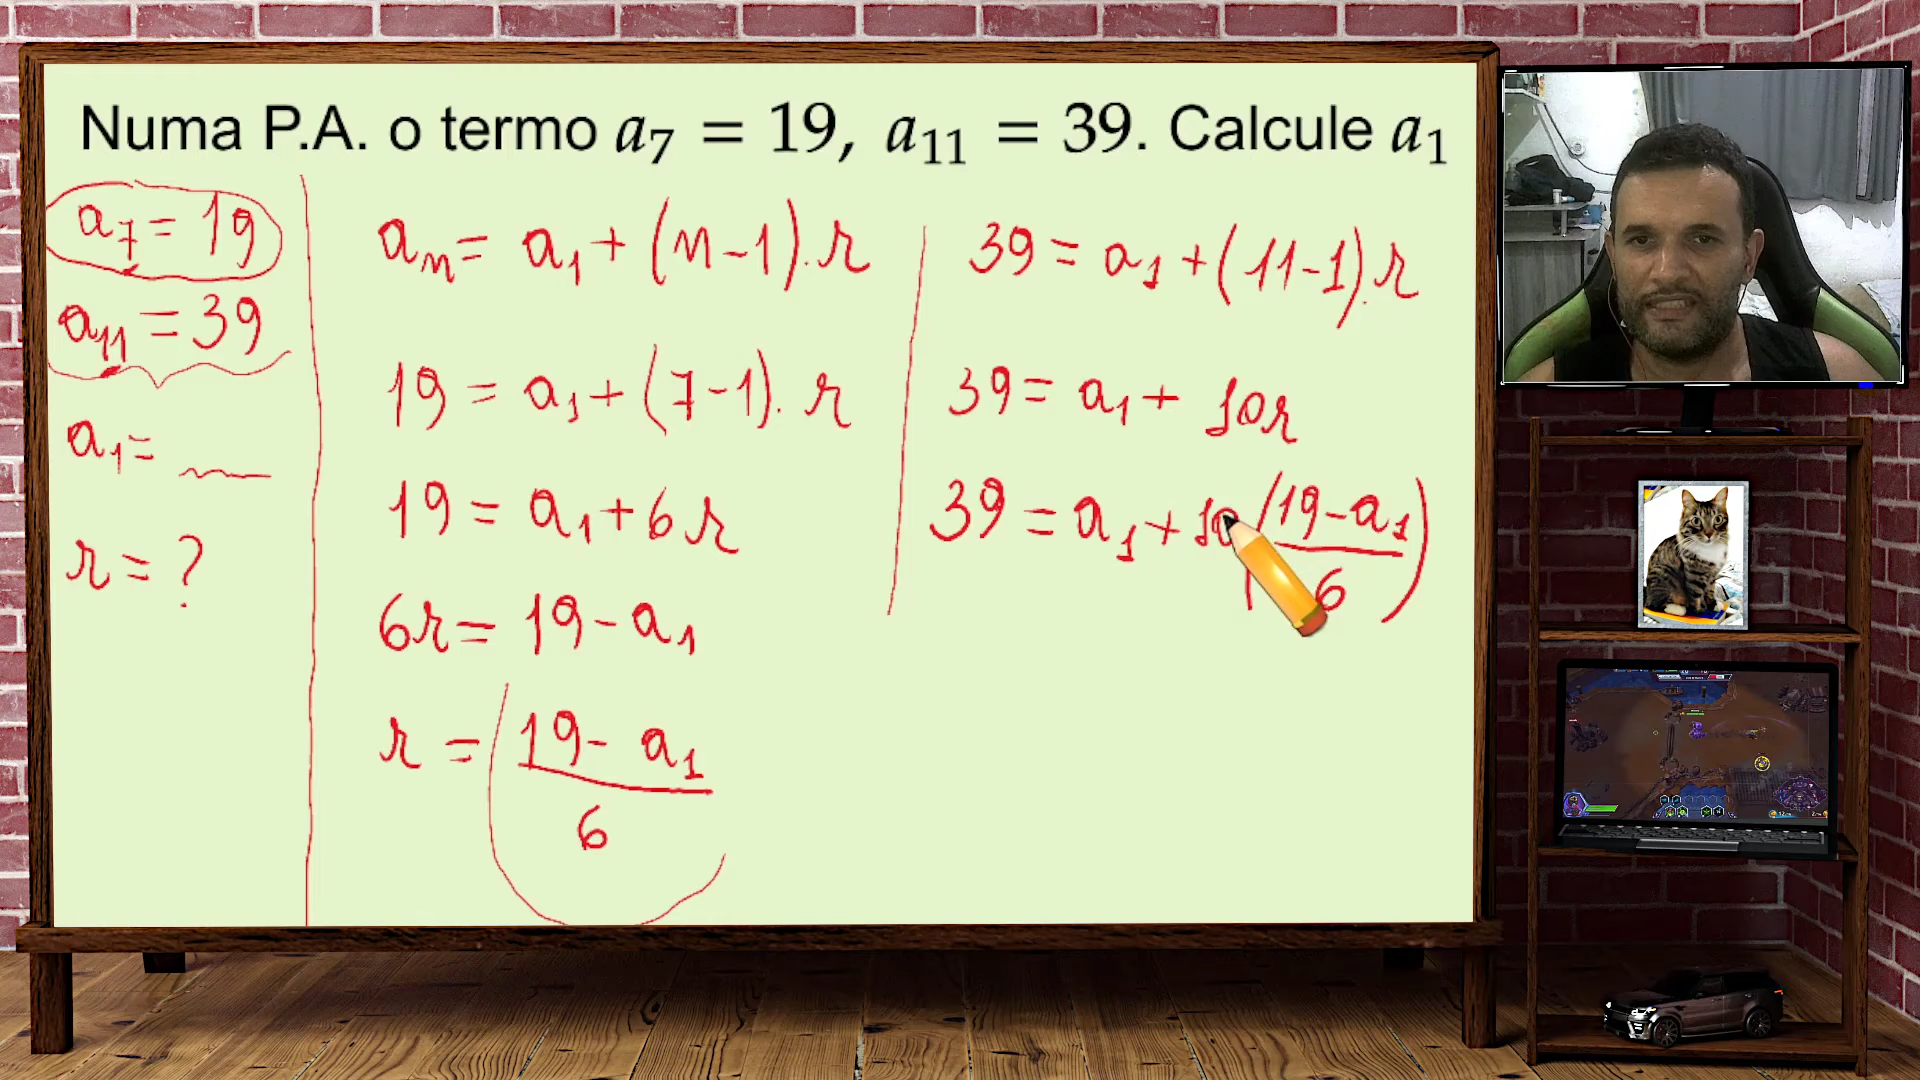 Numa P.A. o termo a₇ = 19, a₁₁ = 39. Calcule a₁
a₇ = 19
a₁₁ = 39
a₁ =
r = ?
aₙ = a₁ + (n-1).r
19 = a₁ + (7-1).r
19 = a₁ + 6r
6r = 19 - a₁
r = (19 - a₁
6
39 = a₁ + (11-1).r
39 = a₁ + 10r
39 = a₁ + 10(19 - a₁)
6